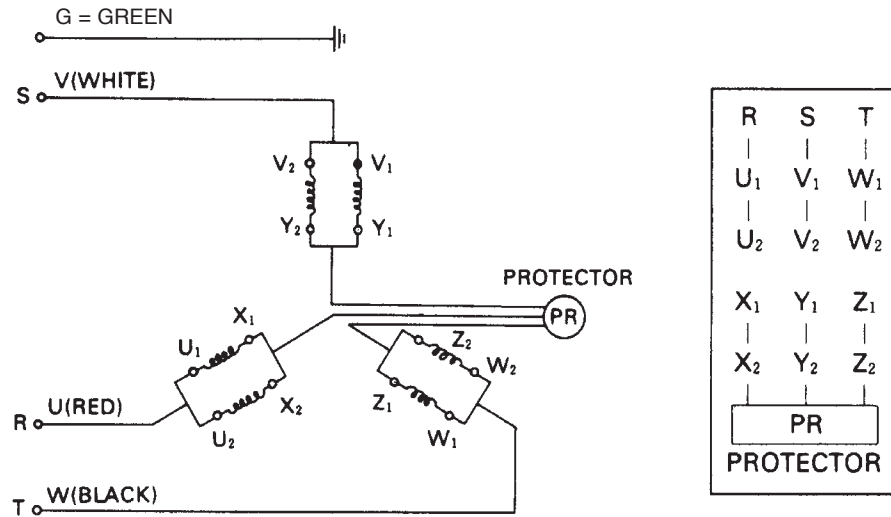 G = GREEN
S V(WHITE)
V₂ V₁
Y₂ Y₁
PROTECTOR
PR
X₁
U₁
X₂
U₂
Z₂
W₂
Z₁
W₁
R U(RED)
T W(BLACK)
R S T
U₁ V₁ W₁
U₂ V₂ W₂
X₁ Y₁ Z₁
X₂ Y₂ Z₂
PR
PROTECTOR